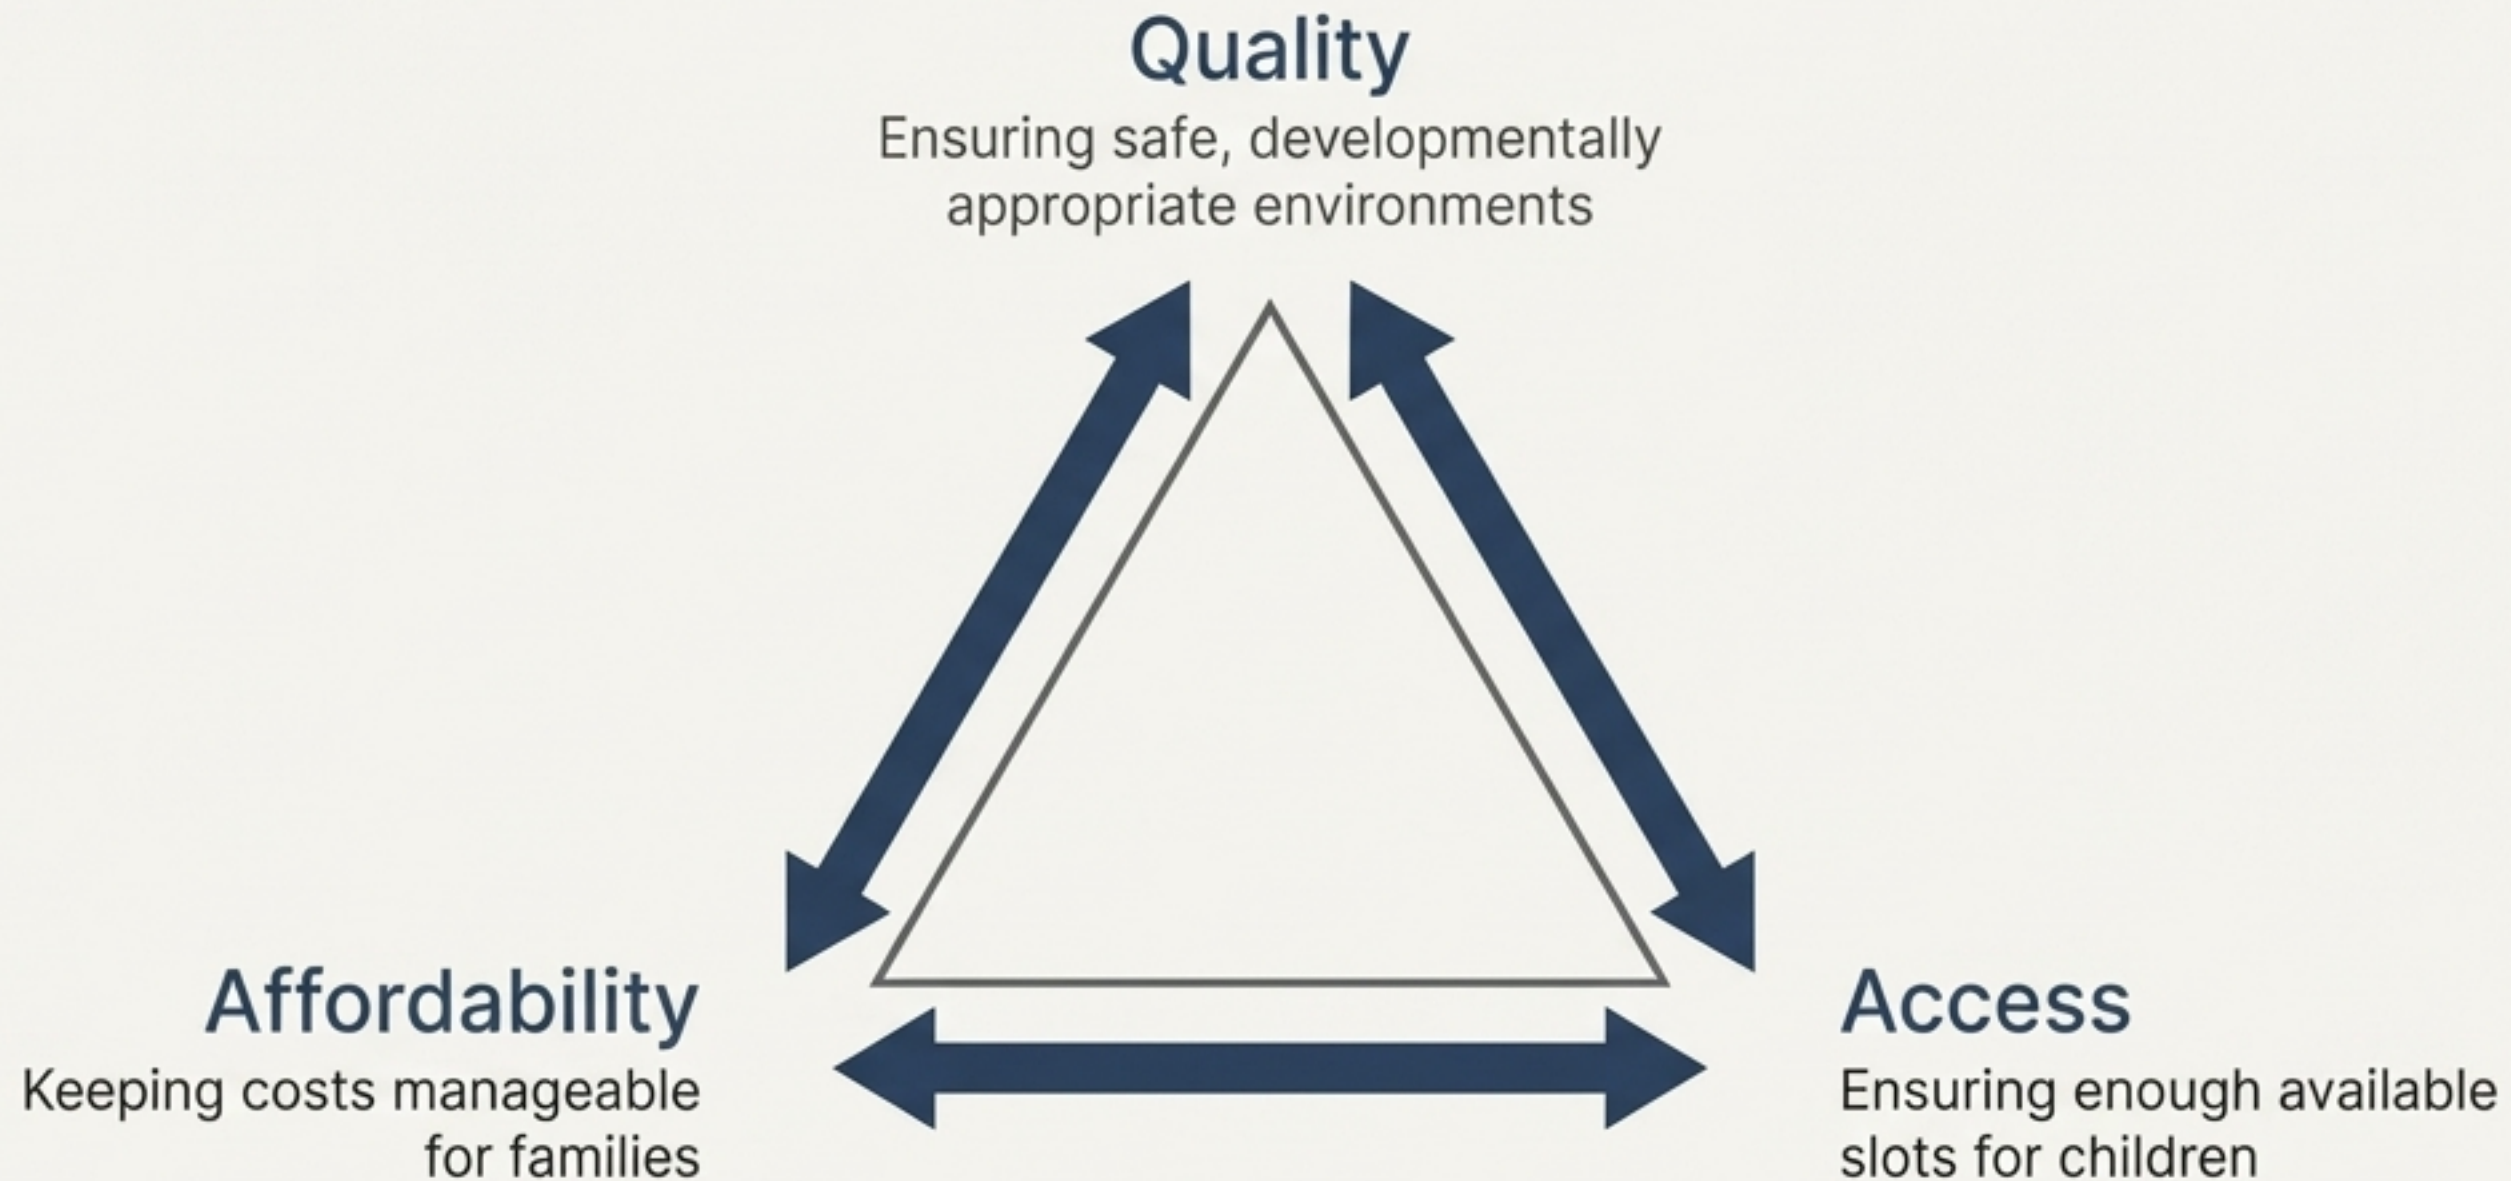 Quality
Ensuring safe, developmentally
appropriate environments
Affordability
Keeping costs manageable
for families
Access
Ensuring enough available
slots for children